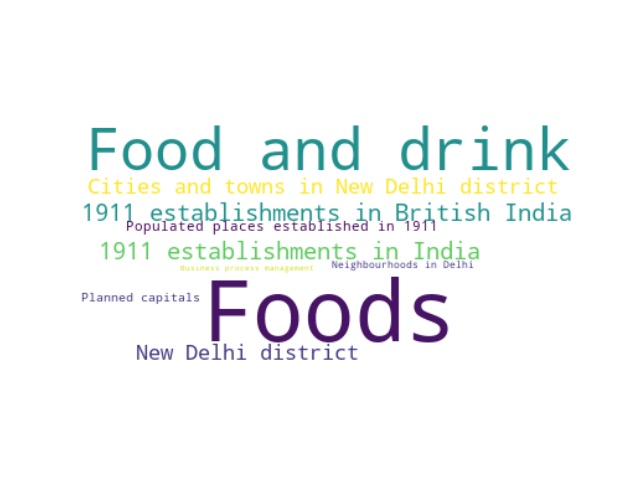 Food and drink
Cities and towns in New Delhi district
1911 establishments in British India
Populated places established in 1911
1911 establishments in India
Business process management
Neighbourhoods in Delhi
Planned capitals
Foods
New Delhi district